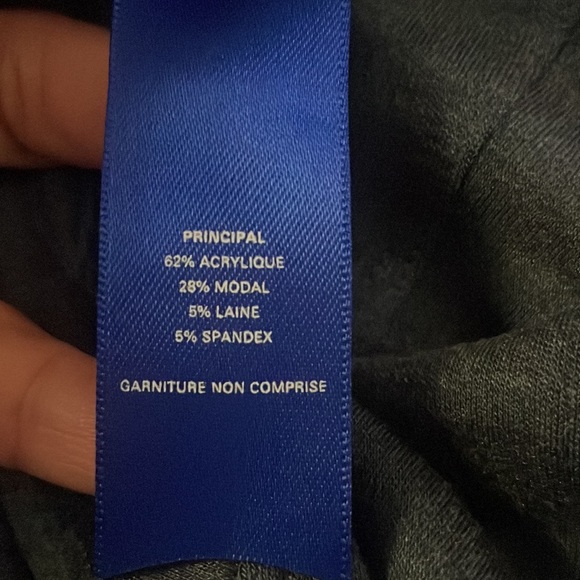 PRINCIPAL
62% ACRYLIQUE
28% MODAL
5% LAINE
5% SPANDEX
GARNITURE NON COMPRISE